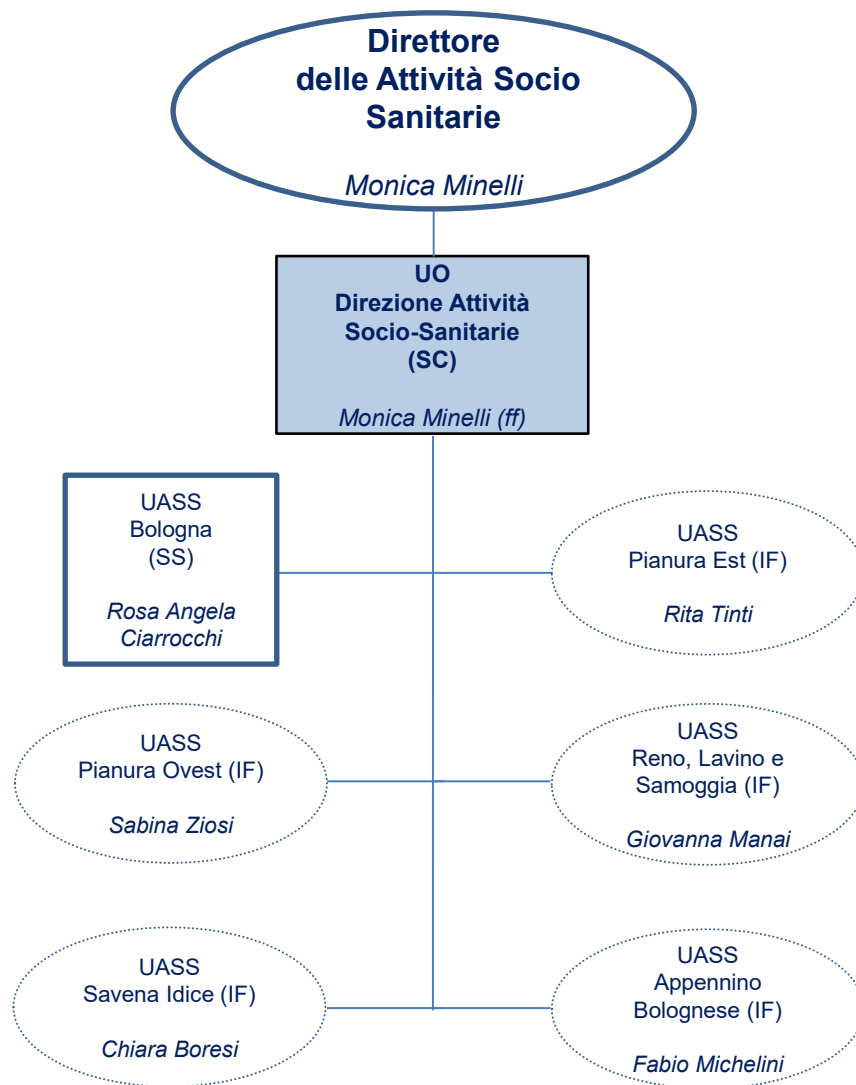 Direttore
delle Attività Socio
Sanitarie
Monica Minelli
UO
Direzione Attività
Socio-Sanitarie
(SC)
Monica Minelli (ff)
UASS
Bologna
(SS)
Rosa Angela
Ciarrocchi
UASS
Pianura Est (IF)
Rita Tinti
UASS
Pianura Ovest (IF)
Sabina Ziosi
UASS
Reno, Lavino e
Samoggia (IF)
Giovanna Manai
UASS
Savena Idice (IF)
Chiara Boresi
UASS
Appennino
Bolognese (IF)
Fabio Michelini